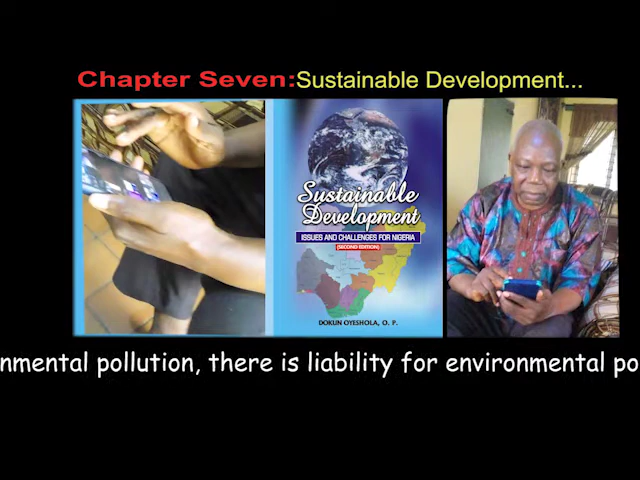 Chapter Seven:Sustainable Development...
Sustainable
Development
ISSUES AND CHALLENGES FOR NIGERIA
(SECOND EDITION)
DOKUN OYESHOLA, O. P.
nmental pollution, there is liability for environmental po